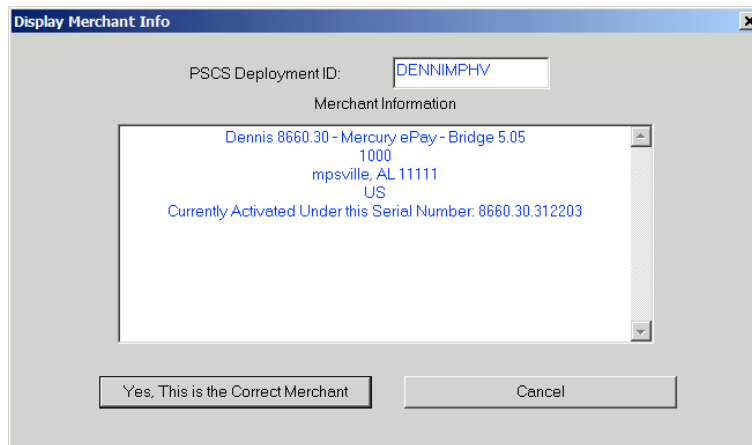 Display Merchant Info
PSCS Deployment ID: DENNIMPHV
Merchant Information
Dennis 8660.30 - Mercury ePay - Bridge 5.05
1000
mpsville, AL 11111
US
Currently Activated Under this Serial Number: 8660.30.312203
Yes, This is the Correct Merchant
Cancel